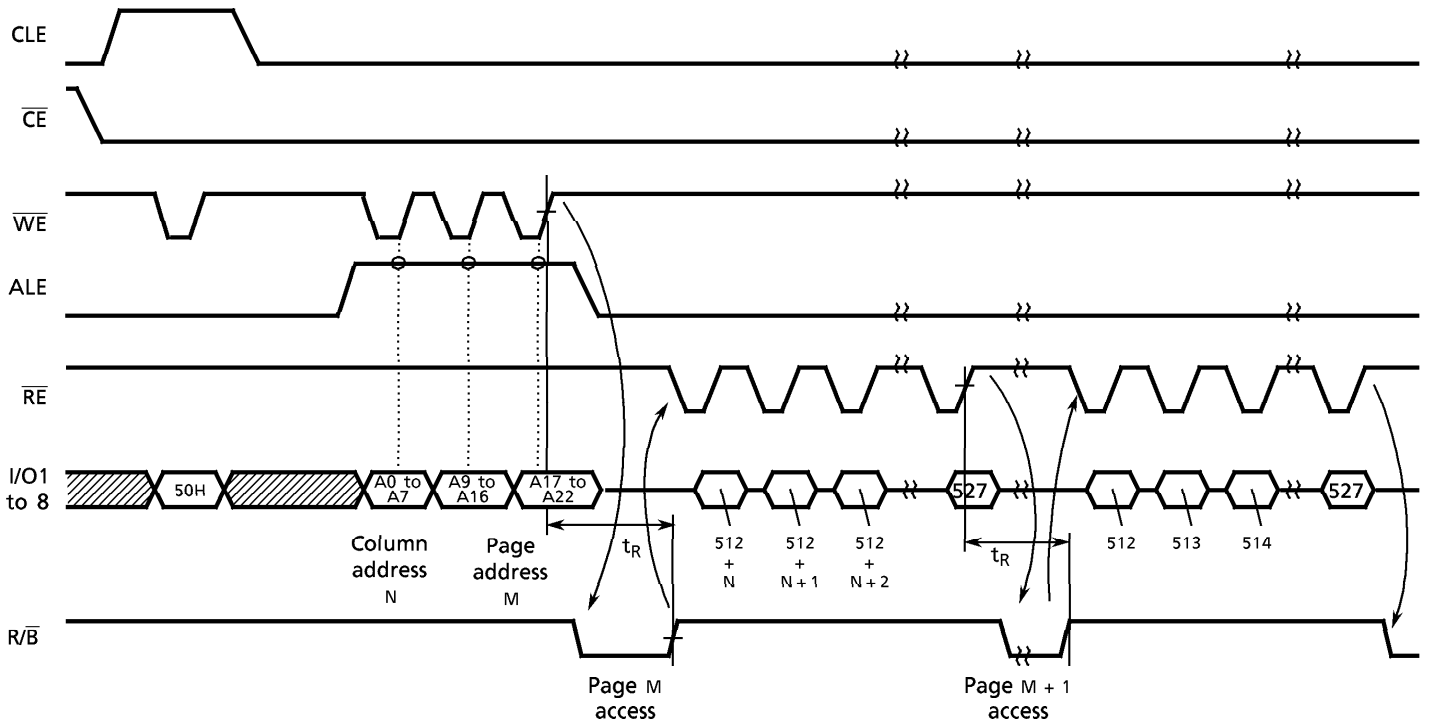 CLE
CE
WE
ALE
RE
I/O1
to 8
50H
A0 to
A7
A9 to
A16
A17 to
A22
527
527
Column
address
N
Page
address
M
tR
512
+
N
512
+
N + 1
512
+
N + 2
tR
512
513
514
R/B
Page M
access
Page M + 1
access